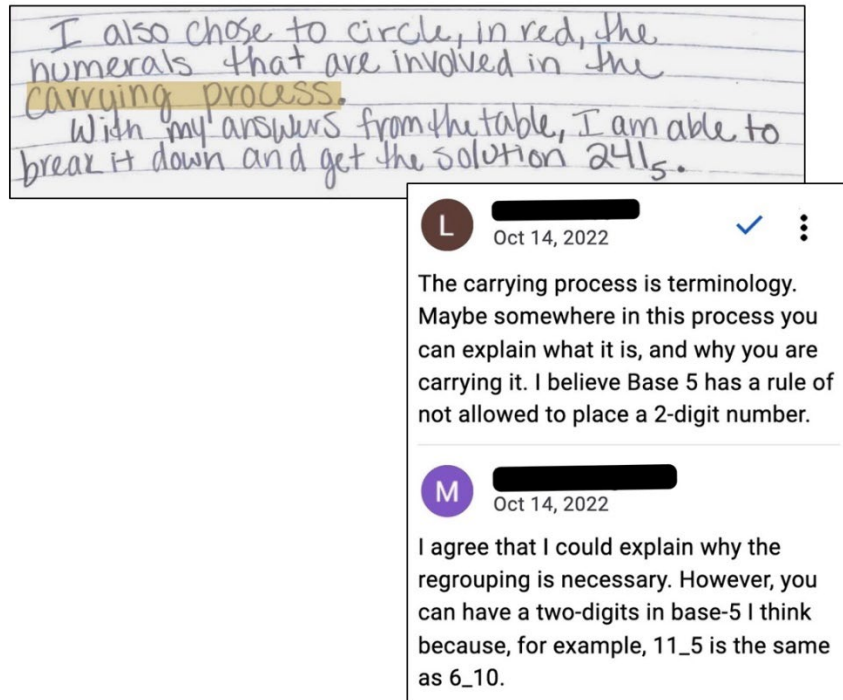 I also chose to circle, in red, the
numerals that are involved in the
carrying process.
With my answers from the table, I am able to
break it down and get the solution 241₅.
L
Oct 14, 2022
The carrying process is terminology.
Maybe somewhere in this process you
can explain what it is, and why you are
carrying it. I believe Base 5 has a rule of
not allowed to place a 2-digit number.
M
Oct 14, 2022
I agree that I could explain why the
regrouping is necessary. However, you
can have a two-digits in base-5 I think
because, for example, 11_5 is the same
as 6_10.